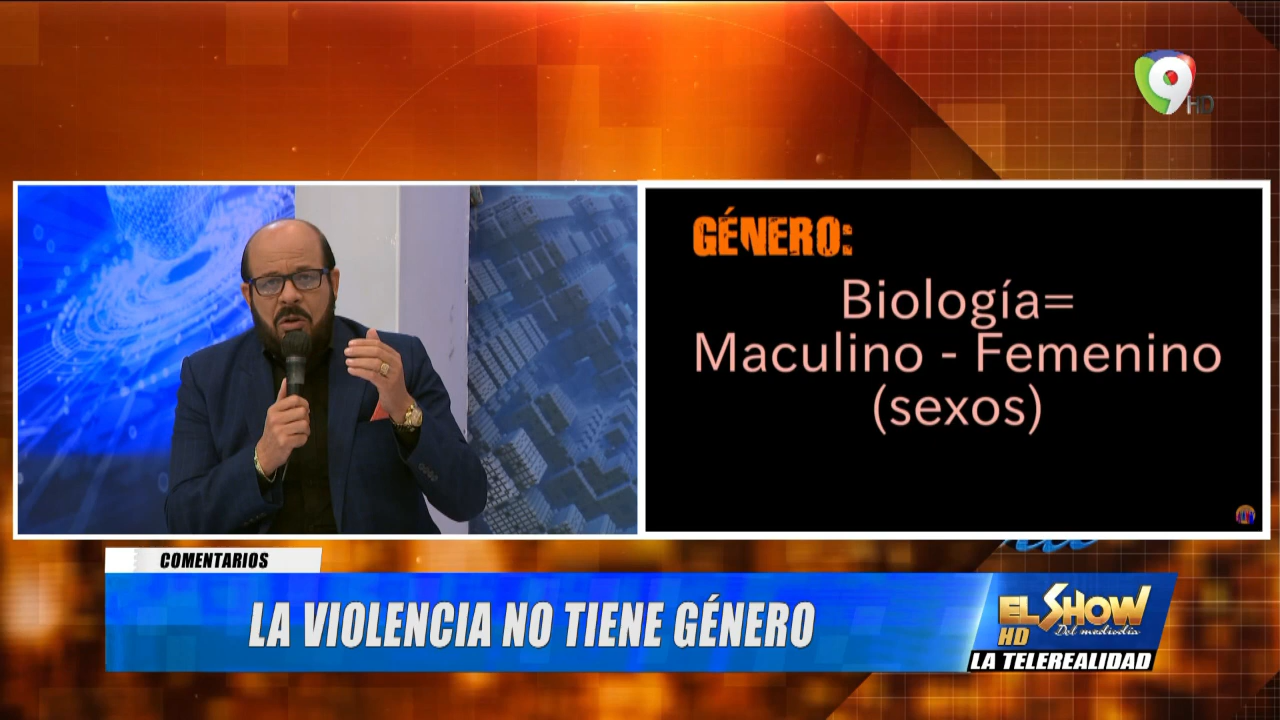 9
HD
GÉNERO:
Biología=
Maculino - Femenino
(sexos)
COMENTARIOS
LA VIOLENCIA NO TIENE GÉNERO
EL SHOW
HD Del mediodía
LA TELEREALIDAD